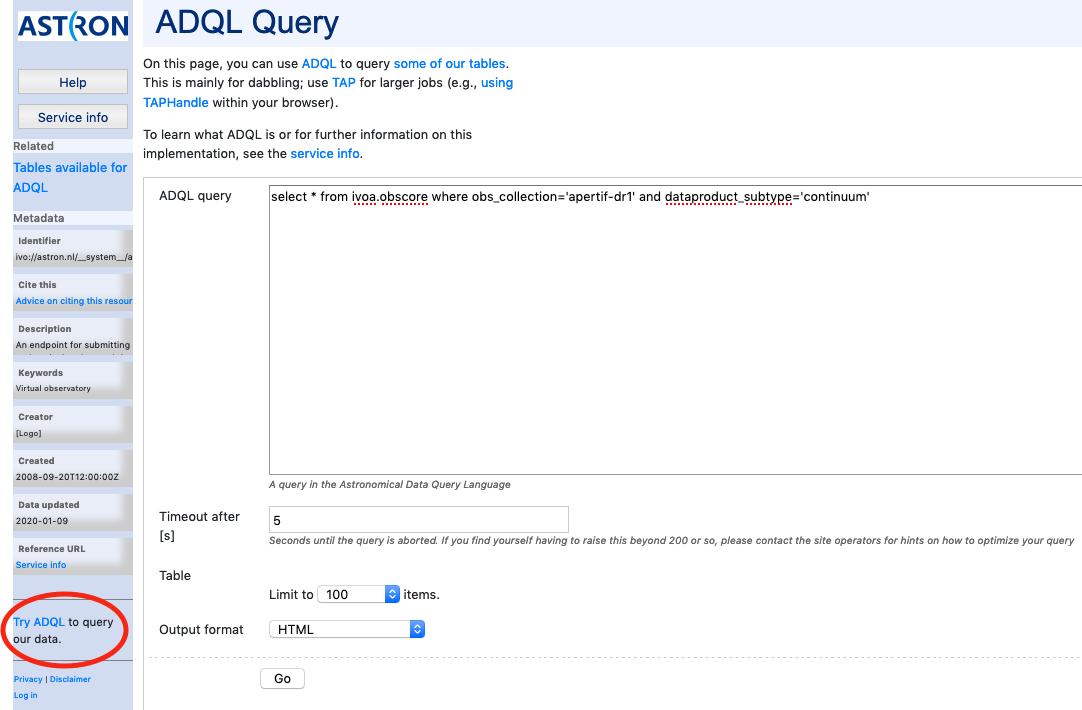 ASTRON
Help
Service info
Related
Tables available for
ADQL
Metadata
Identifier
ivo://astron.nl/__system__/a
Cite this
Advice on citing this resour
Description
An endpoint for submitting
Keywords
Virtual observatory
Creator
[Logo]
Created
2008-09-20T12:00:00Z
Data updated
2020-01-09
Reference URL
Service info
Try ADQL to query
our data.
Privacy | Disclaimer
Log in
ADQL Query
On this page, you can use ADQL to query some of our tables.
This is mainly for dabbling; use TAP for larger jobs (e.g., using
TAPHandle within your browser).
To learn what ADQL is or for further information on this
implementation, see the service info.
ADQL query
select * from ivoa.obscore where obs_collection='apertif-dr1' and dataproduct_subtype='continuum'
A query in the Astronomical Data Query Language
Timeout after
[s]
5
Seconds until the query is aborted. If you find yourself having to raise this beyond 200 or so, please contact the site operators for hints on how to optimize your query
Table
Limit to 100 items.
Output format
HTML
Go